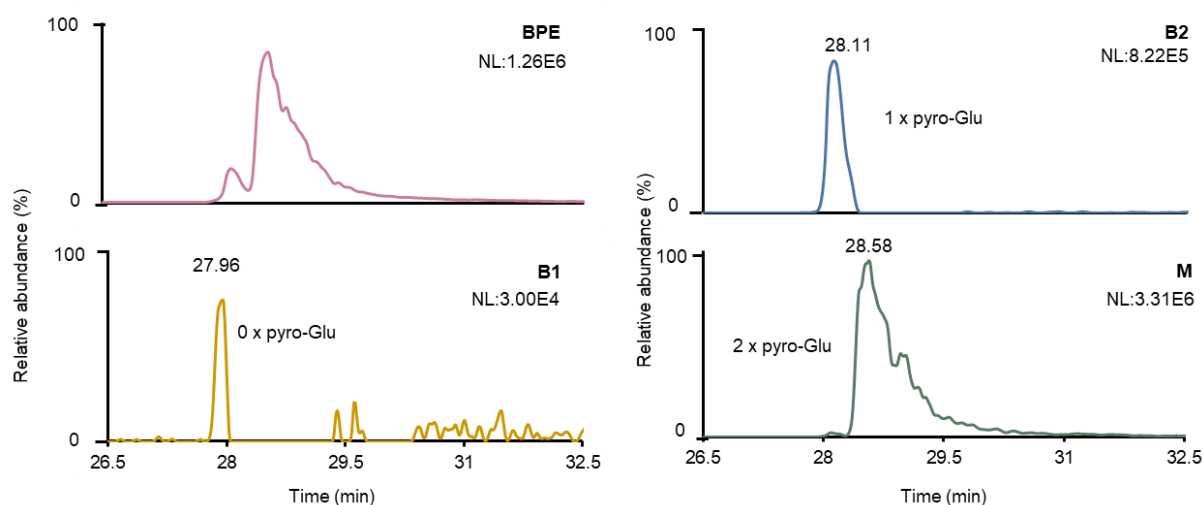 100
BPE
NL:1.26E6
0
100
B2
28.11
NL:8.22E5
1 x pyro-Glu
0
Relative abundance (%)
Relative abundance (%)
100
27.96
B1
NL:3.00E4
0 x pyro-Glu
0
26.5
28
29.5
31
32.5
Time (min)
100
28.58
M
NL:3.31E6
2 x pyro-Glu
0
26.5
28
29.5
31
32.5
Time (min)